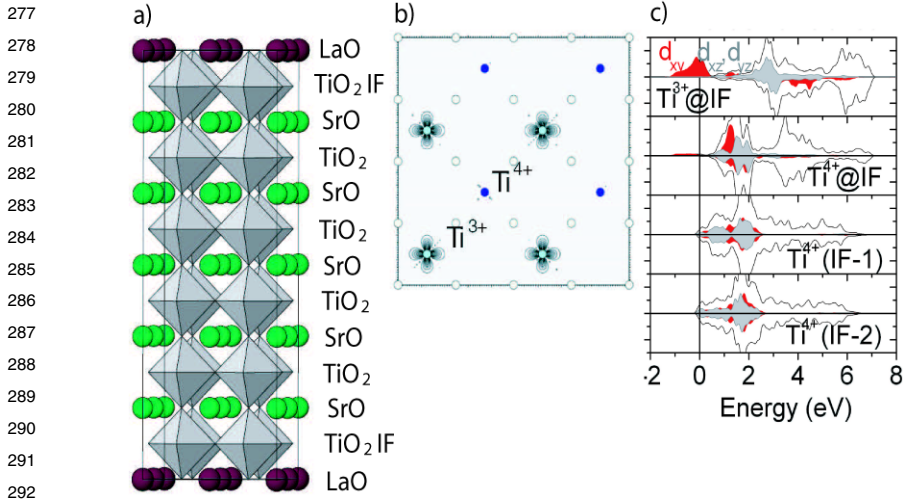 277
278
279
280
281
282
283
284
285
286
287
288
289
290
291
292
a)
LaO
TiO2 IF
SrO
TiO2
SrO
TiO2
SrO
TiO2
SrO
TiO2
SrO
TiO2 IF
LaO
b)
Ti4+
Ti3+
c)
dxy dxz, dyz
Ti3+@IF
Ti4+@IF
Ti4+ (IF-1)
Ti4+ (IF-2)
-2 0 2 4 6 8
Energy (eV)